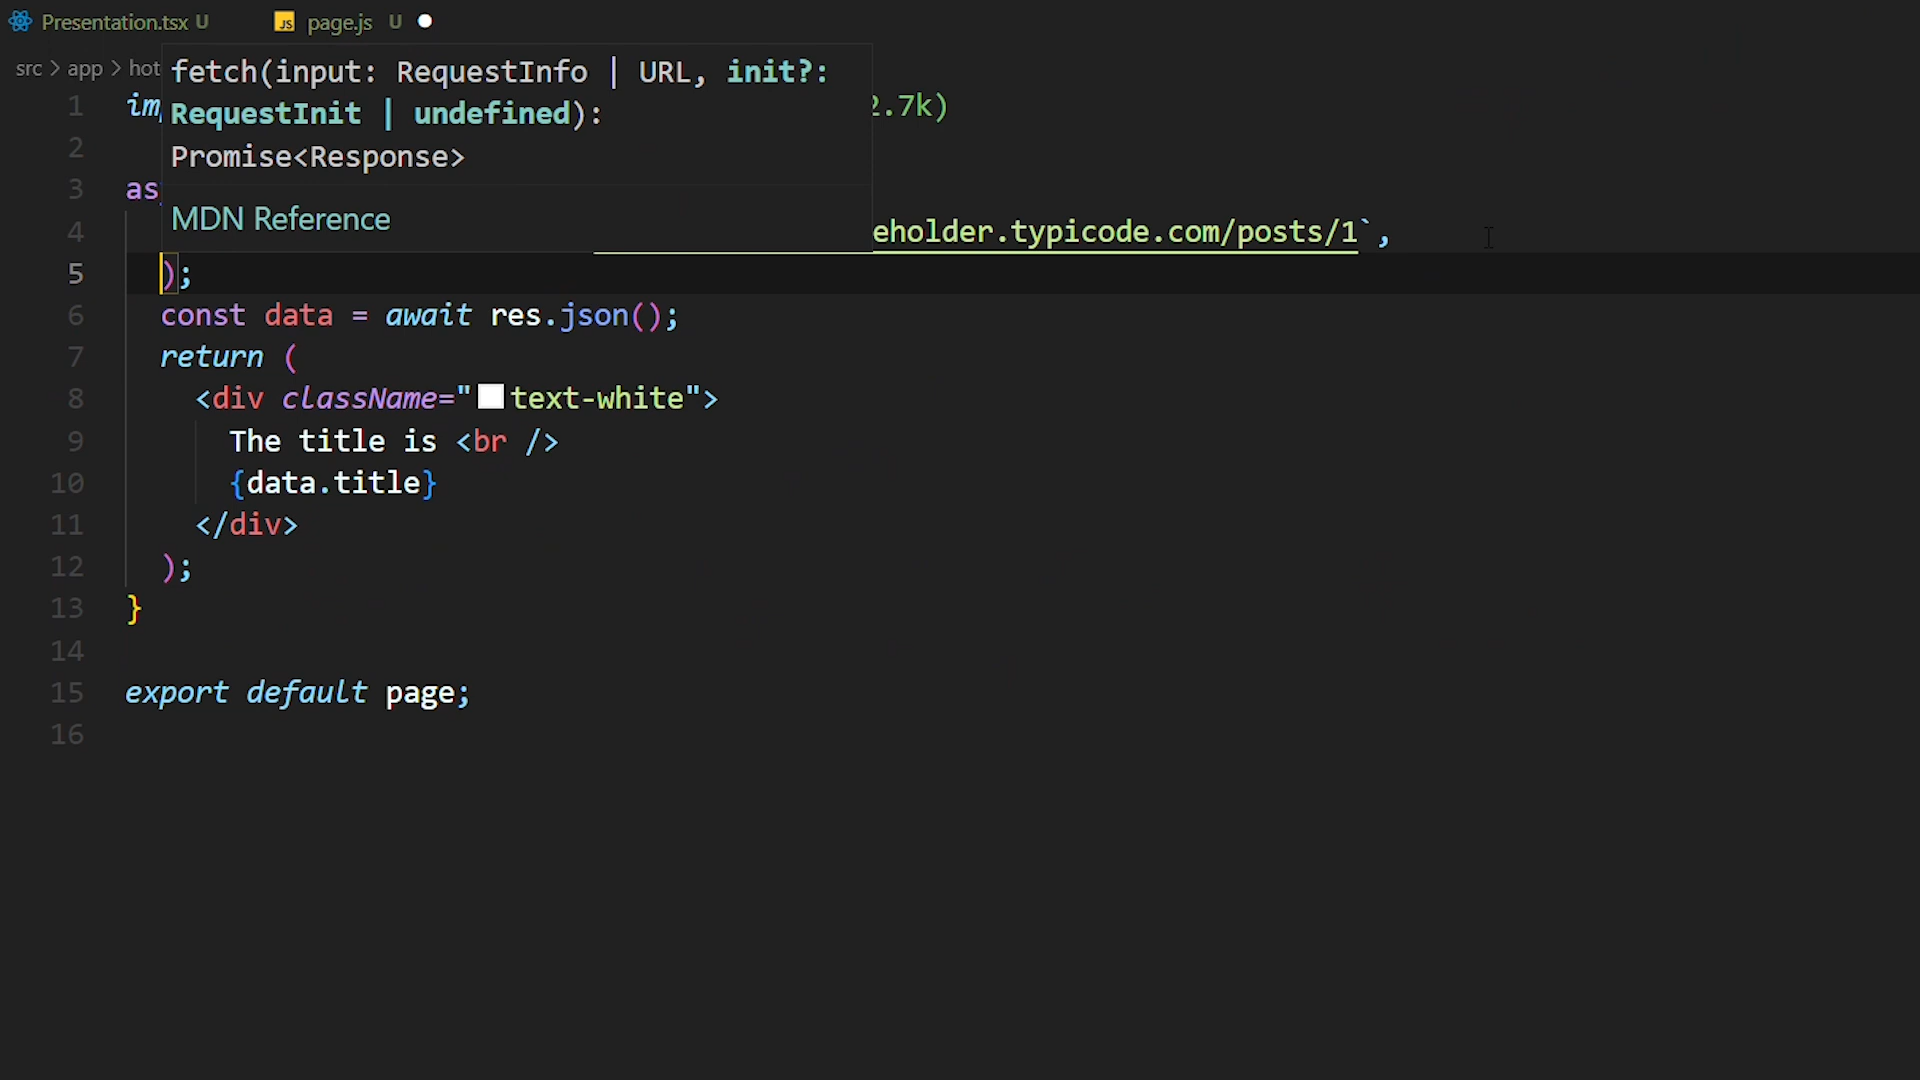 Presentation.tsx U
JS page.js U
src > app > hot
fetch(input: RequestInfo | URL, init?:
RequestInit | undefined):
Promise<Response>
MDN Reference
1 im 2.7k)
2
3 as
4 eholder.typicode.com/posts/1`,
5 );
6 const data = await res.json();
7 return (
8 <div className="text-white">
9 The title is <br />
10 {data.title}
11 </div>
12 );
13 }
14
15 export default page;
16